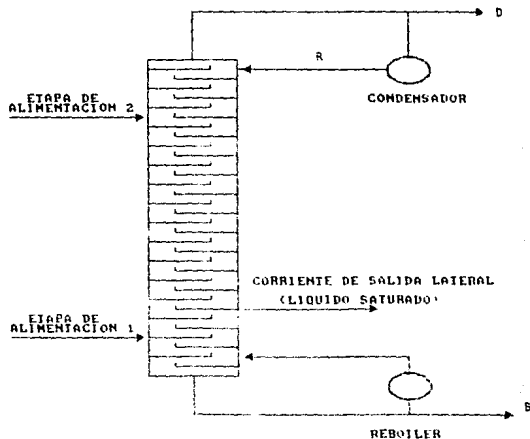 D
R
CONDENSADOR
ETAPA DE
ALIMENTACION 2
CORRIENTE DE SALIDA LATERAL
(LIQUIDO SATURADO)
ETAPA DE
ALIMENTACION 1
B
REBOILER